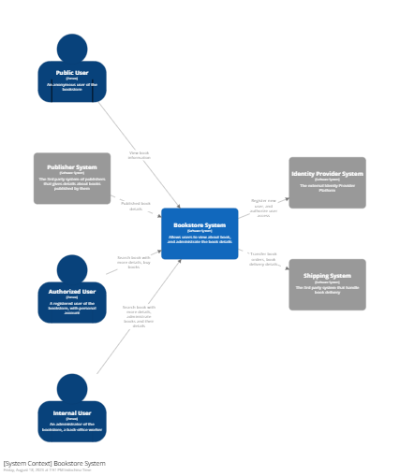 Public User
[Person]
An anonymous user of the
bookstore
View book
information
Publisher System
[Software System]
The 3rd party system of publishers
that gives details about books
published by them
Published book
details
Identity Provider System
[Software System]
The external Identity Provider
Platform
Register new
user, and
authorize user
access
Bookstore System
[Software System]
Allows users to view about book,
and administrate the book details
Authorized User
[Person]
A registered user of the
bookstore, with personal
account
Search book with
more details,
Transfer book
orders, book
delivery details,
Shipping System
[Software System]
The 3rd party system that handle
book delivery
Search book with
more details,
administrate
books and their
details
Internal User
[Person]
An administrator of the
bookstore, a back office worker
[System Context] Bookstore System